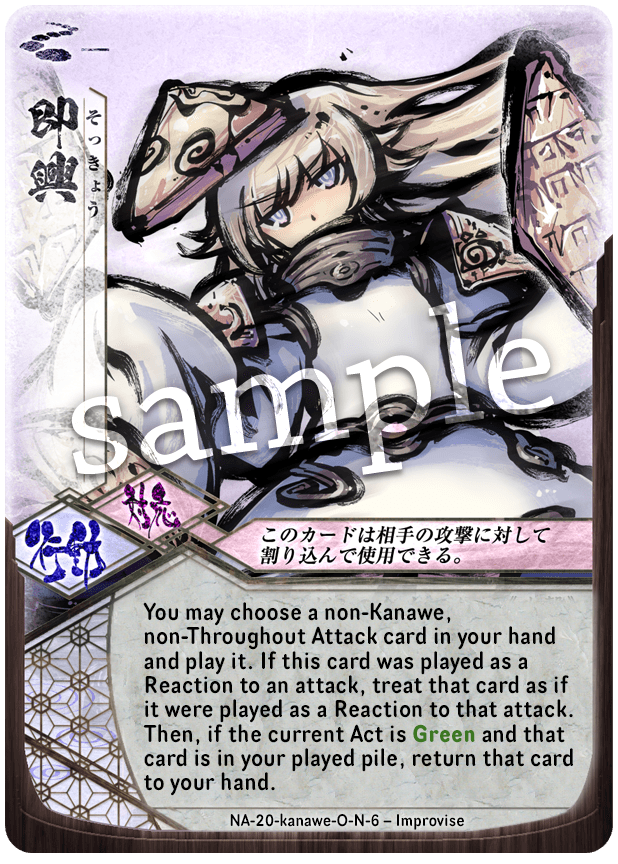 即興
そっきょう
sample
対応
行動
このカードは相手の攻撃に対して
割り込んで使用できる。
You may choose a non-Kanawe,
non-Throughout Attack card in your hand
and play it. If this card was played as a
Reaction to an attack, treat that card as if
it were played as a Reaction to that attack.
Then, if the current Act is Green and that
card is in your played pile, return that card
to your hand.
NA-20-kanawe-O-N-6 – Improvise